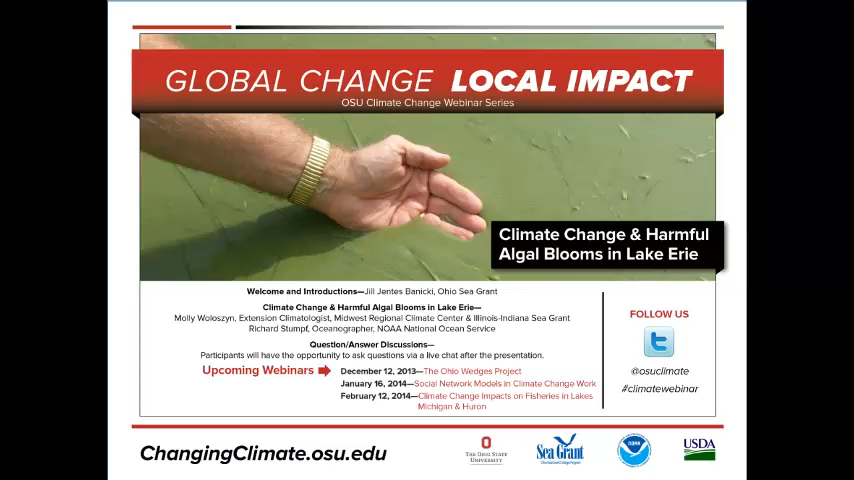 GLOBAL CHANGE LOCAL IMPACT
OSU Climate Change Webinar Series
Climate Change & Harmful
Algal Blooms in Lake Erie
Welcome and Introductions—Jill Jentes Banicki, Ohio Sea Grant
Climate Change & Harmful Algal Blooms in Lake Erie—
Molly Woloszyn, Extension Climatologist, Midwest Regional Climate Center & Illinois-Indiana Sea Grant
Richard Stumpf, Oceanographer, NOAA National Ocean Service
Question/Answer Discussions—
Participants will have the opportunity to ask questions via a live chat after the presentation.
Upcoming Webinars
December 12, 2013—The Ohio Wedges Project
January 16, 2014—Social Network Models in Climate Change Work
February 12, 2014—Climate Change Impacts on Fisheries in Lakes
Michigan & Huron
FOLLOW US
t
@osuclimate
#climatewebinar
ChangingClimate.osu.edu
THE OHIO STATE
UNIVERSITY
Sea Grant
NOAA
USDA